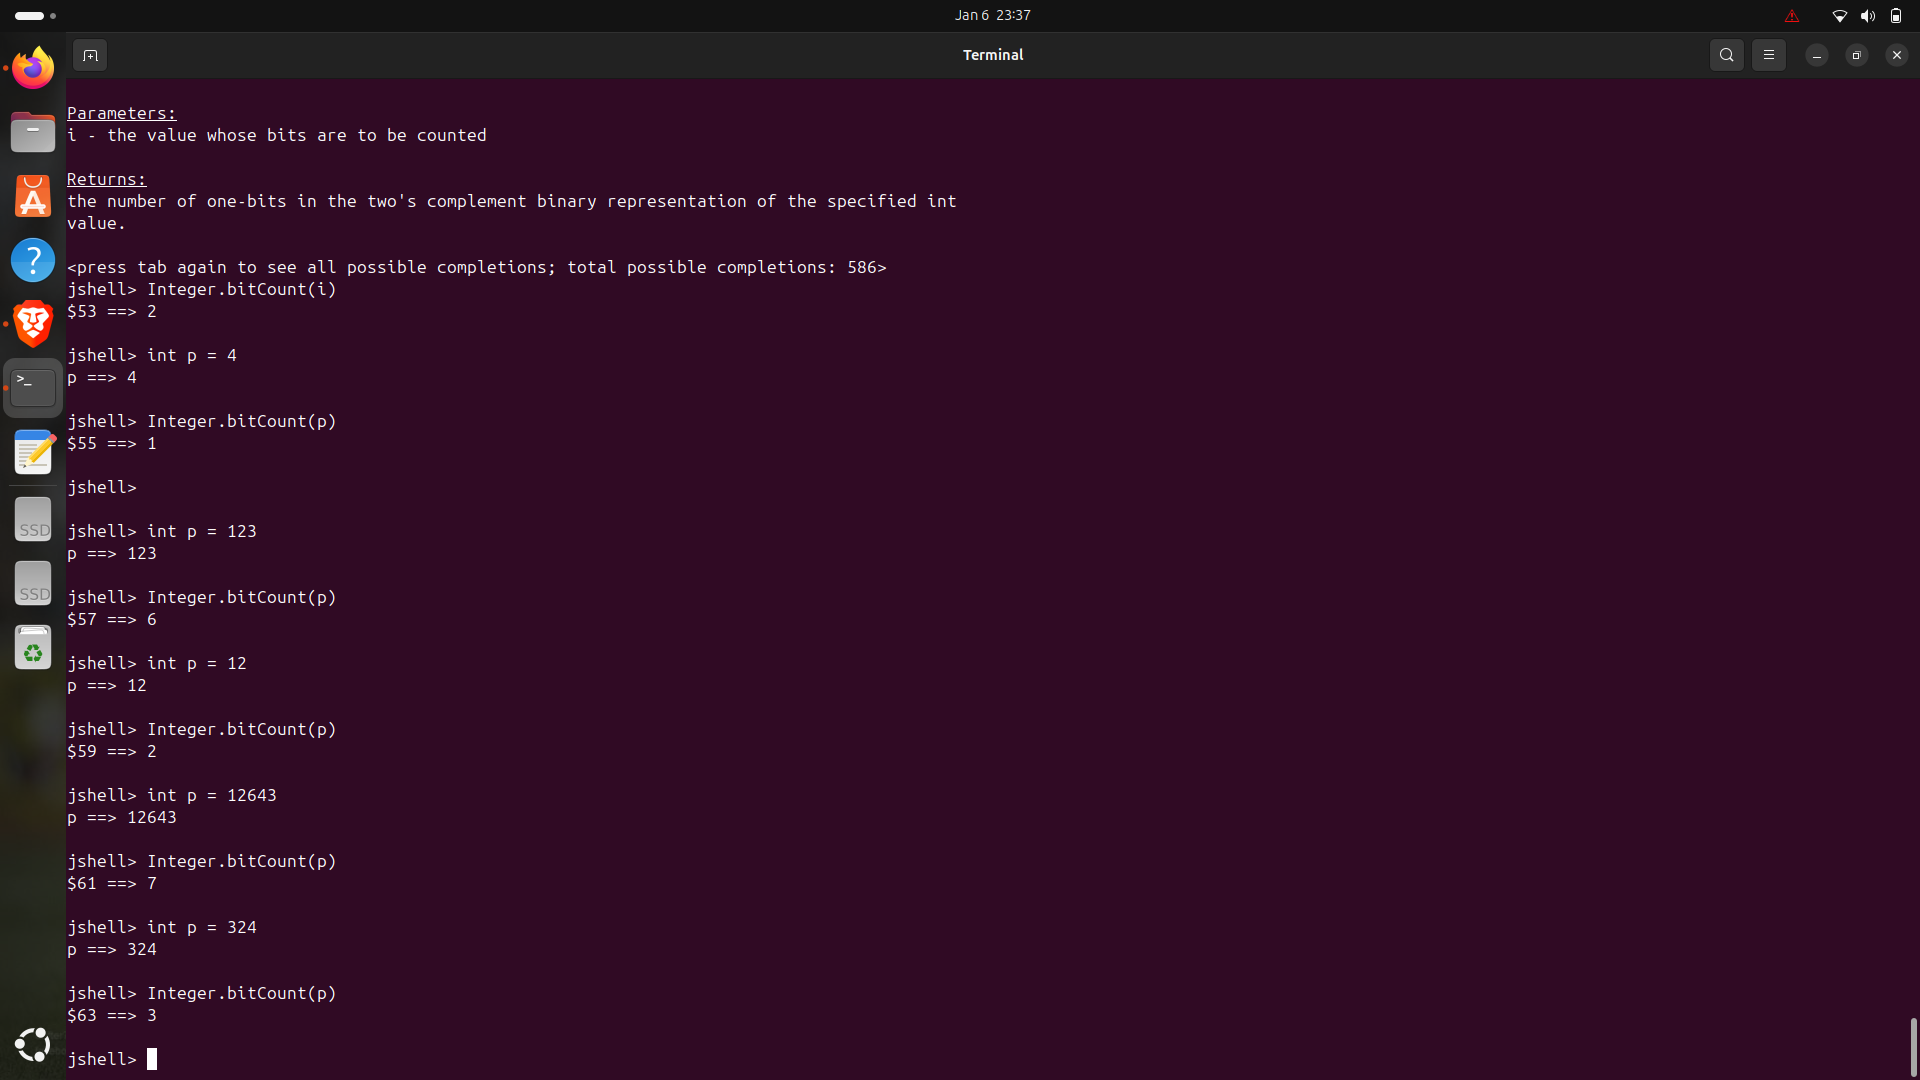 Jan 6 23:37
Terminal
Parameters:
i - the value whose bits are to be counted
Returns:
the number of one-bits in the two's complement binary representation of the specified int
value.
<press tab again to see all possible completions; total possible completions: 586>
jshell> Integer.bitCount(i)
$53 ==> 2
jshell> int p = 4
p ==> 4
jshell> Integer.bitCount(p)
$55 ==> 1
jshell>
jshell> int p = 123
p ==> 123
jshell> Integer.bitCount(p)
$57 ==> 6
jshell> int p = 12
p ==> 12
jshell> Integer.bitCount(p)
$59 ==> 2
jshell> int p = 12643
p ==> 12643
jshell> Integer.bitCount(p)
$61 ==> 7
jshell> int p = 324
p ==> 324
jshell> Integer.bitCount(p)
$63 ==> 3
jshell>
SSD
SSD